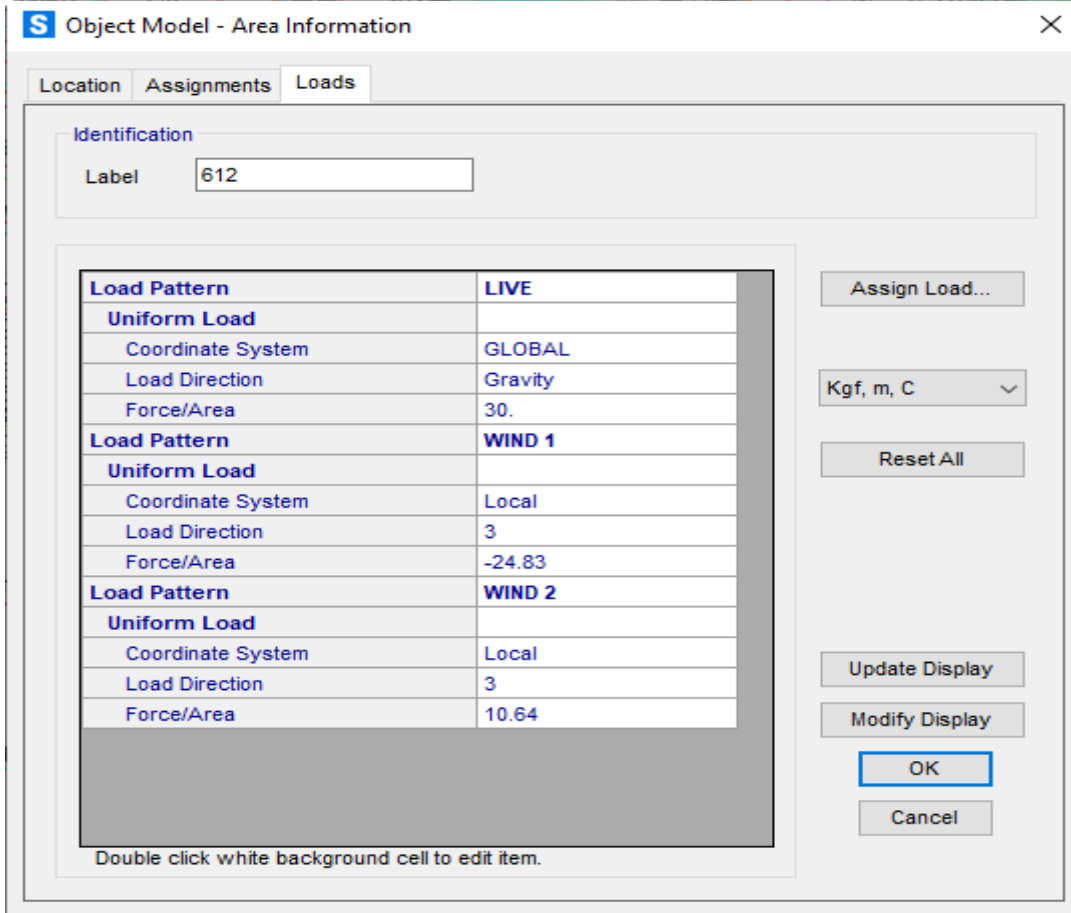 S Object Model - Area Information
Location Assignments Loads
Identification
Label 612
Load Pattern LIVE
Uniform Load
Coordinate System GLOBAL
Load Direction Gravity
Force/Area 30.
Load Pattern WIND 1
Uniform Load
Coordinate System Local
Load Direction 3
Force/Area -24.83
Load Pattern WIND 2
Uniform Load
Coordinate System Local
Load Direction 3
Force/Area 10.64
Double click white background cell to edit item.
Assign Load...
Kgf, m, C
Reset All
Update Display
Modify Display
OK
Cancel